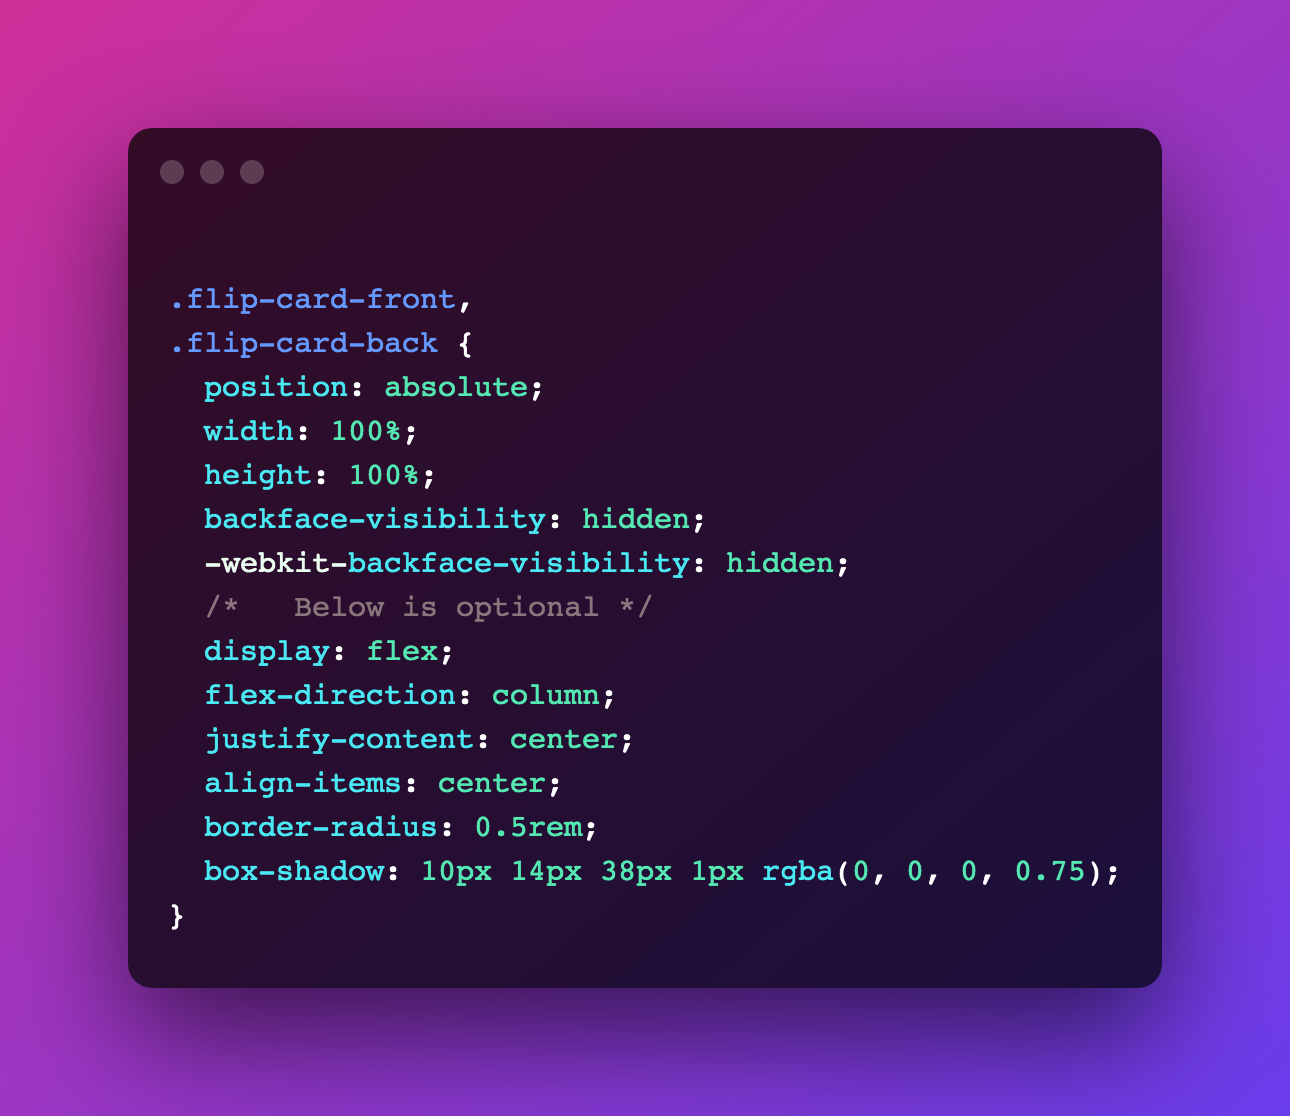 .flip-card-front,
.flip-card-back {
  position: absolute;
  width: 100%;
  height: 100%;
  backface-visibility: hidden;
  -webkit-backface-visibility: hidden;
  /*   Below is optional */
  display: flex;
  flex-direction: column;
  justify-content: center;
  align-items: center;
  border-radius: 0.5rem;
  box-shadow: 10px 14px 38px 1px rgba(0, 0, 0, 0.75);
}